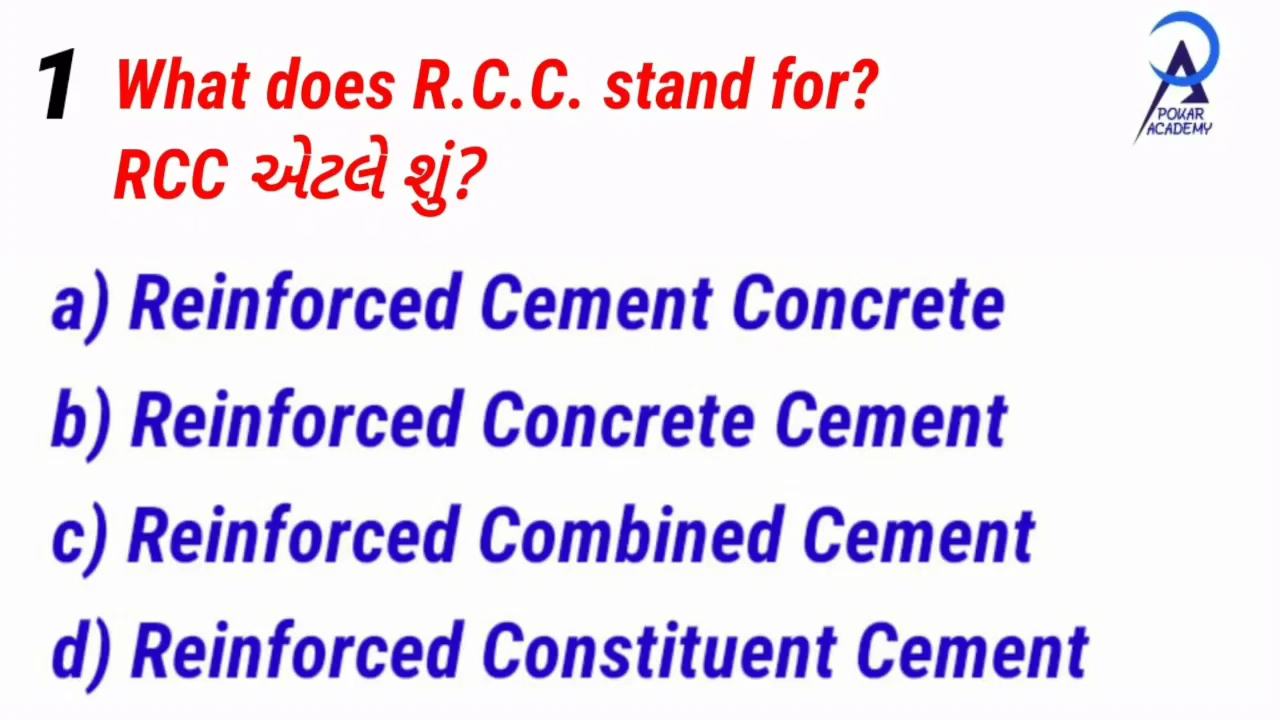 1 What does R.C.C. stand for?
RCC એટલે શું?
a) Reinforced Cement Concrete
b) Reinforced Concrete Cement
c) Reinforced Combined Cement
d) Reinforced Constituent Cement
POKAR
ACADEMY